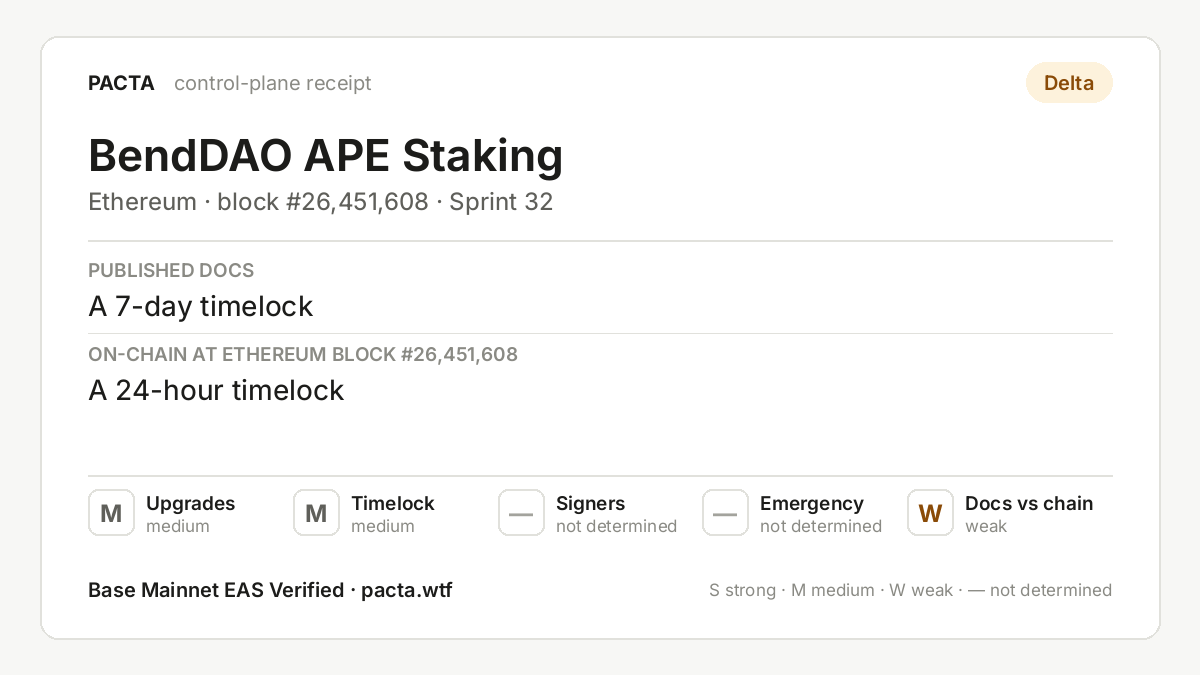 PACTA control-plane receipt Delta
BendDAO APE Staking
Ethereum · block #26,451,608 · Sprint 32
PUBLISHED DOCS
A 7-day timelock
ON-CHAIN AT ETHEREUM BLOCK #26,451,608
A 24-hour timelock
M Upgrades medium
M Timelock medium
— Signers not determined
— Emergency not determined
W Docs vs chain weak
Base Mainnet EAS Verified · pacta.wtf
S strong · M medium · W weak · — not determined